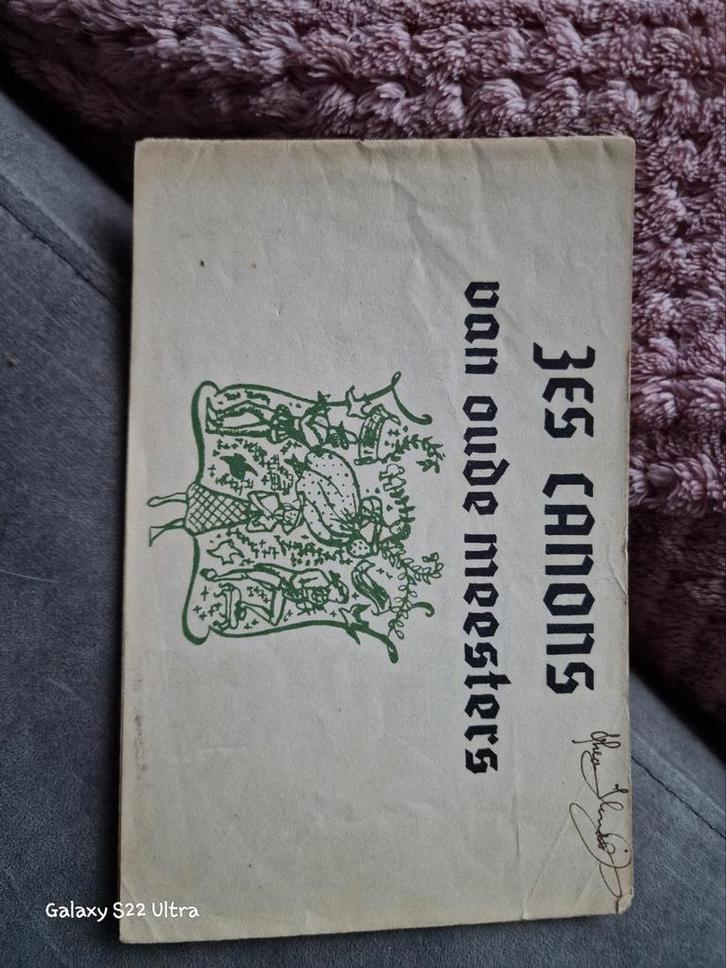 ZES CANONS
van oude meesters
Galaxy S22 Ultra